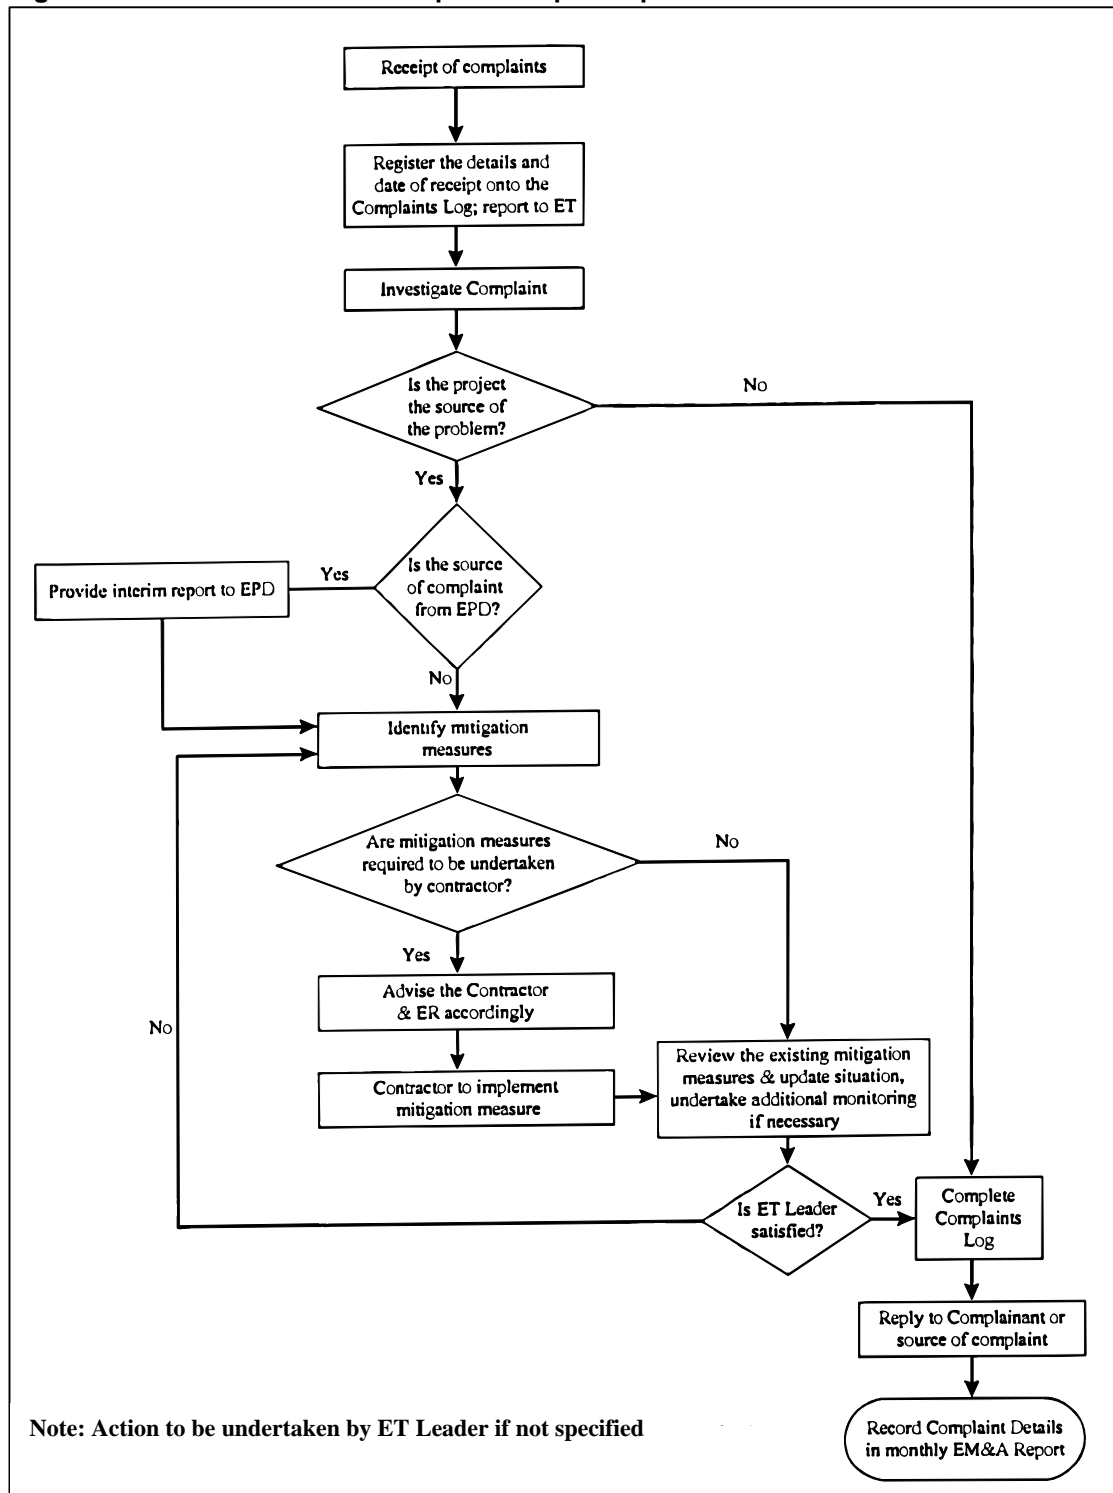 Receipt of complaints
Register the details and
date of receipt onto the
Complaints Log; report to ET
Investigate Complaint
Is the project
the source of
the problem?
No
Yes
Is the source
of complaint
from EPD?
Yes
Provide interim report to EPD
No
Identify mitigation
measures
Are mitigation measures
required to be undertaken
by contractor?
No
Yes
Advise the Contractor
& ER accordingly
No
Contractor to implement
mitigation measure
Review the existing mitigation
measures & update situation,
undertake additional monitoring
if necessary
Is ET Leader
satisfied?
Yes
Complete
Complaints
Log
Reply to Complainant or
source of complaint
Note: Action to be undertaken by ET Leader if not specified
Record Complaint Details
in monthly EM&A Report